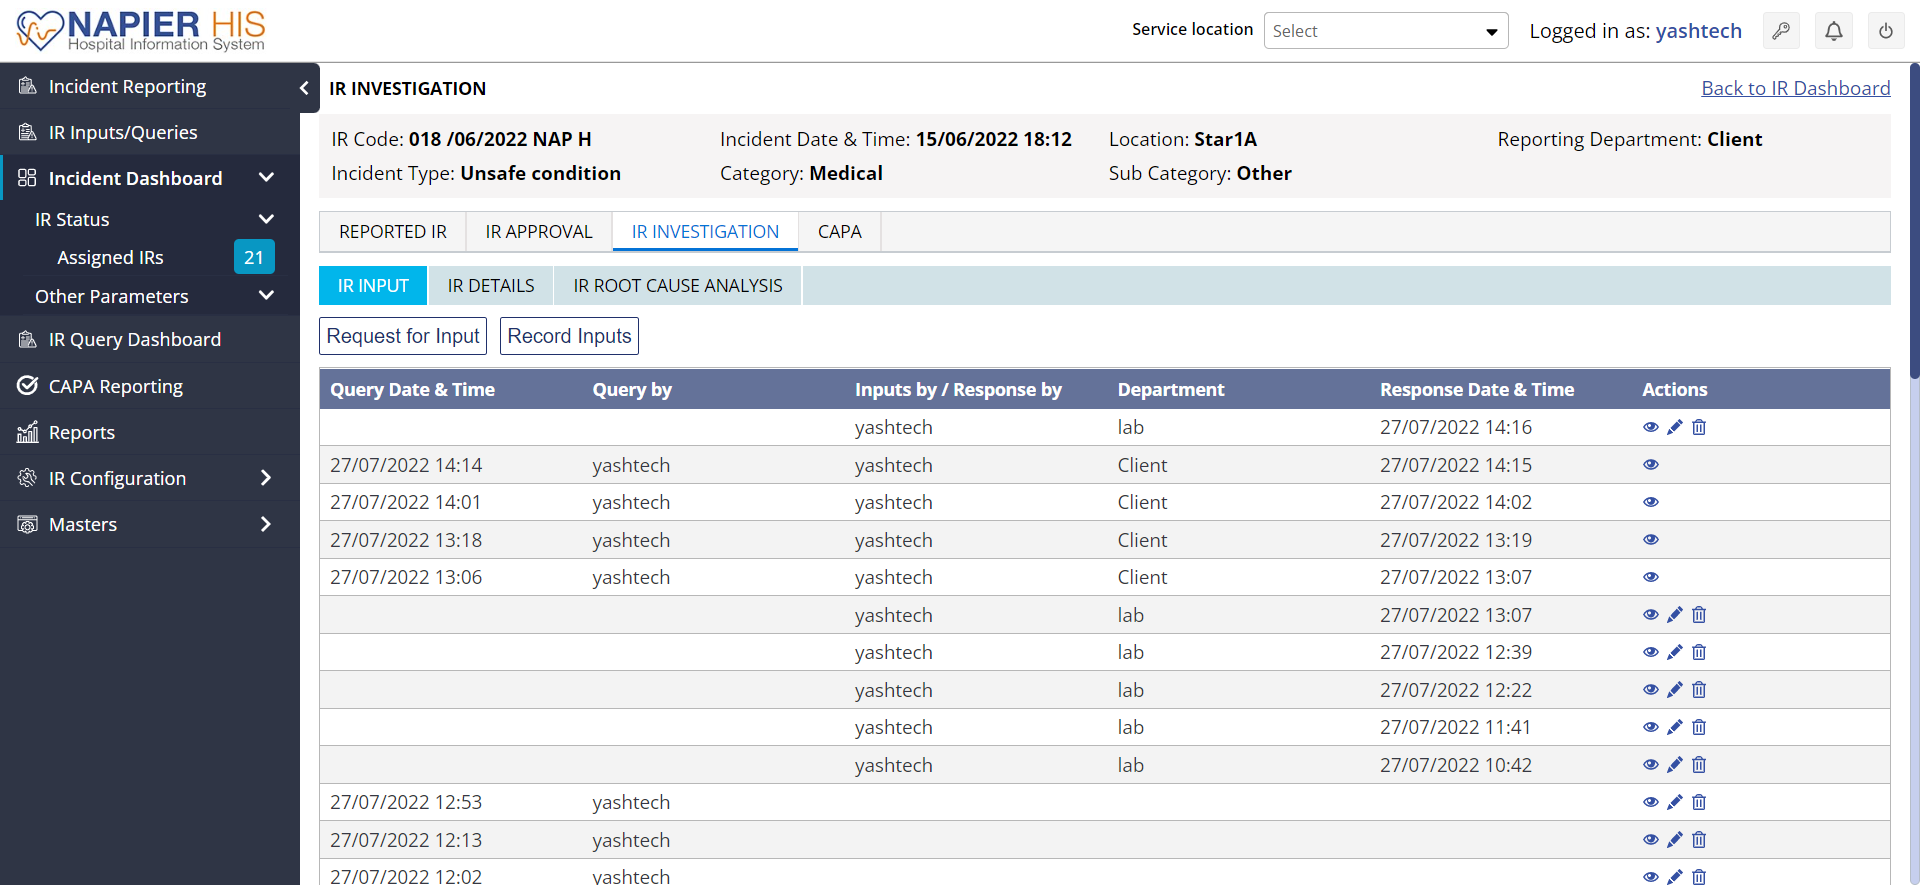 NAPIER HIS
Hospital Information System
Service location
Select
Logged in as: yashtech
Incident Reporting
IR Inputs/Queries
Incident Dashboard
IR Status
Assigned IRs 21
Other Parameters
IR Query Dashboard
CAPA Reporting
Reports
IR Configuration
Masters
IR INVESTIGATION
Back to IR Dashboard
IR Code: 018 /06/2022 NAP H Incident Date & Time: 15/06/2022 18:12 Location: Star1A Reporting Department: Client
Incident Type: Unsafe condition Category: Medical Sub Category: Other
REPORTED IR IR APPROVAL IR INVESTIGATION CAPA
IR INPUT IR DETAILS IR ROOT CAUSE ANALYSIS
Request for Input Record Inputs
Query Date & Time Query by Inputs by / Response by Department Response Date & Time Actions
yashtech lab 27/07/2022 14:16
27/07/2022 14:14 yashtech yashtech Client 27/07/2022 14:15
27/07/2022 14:01 yashtech yashtech Client 27/07/2022 14:02
27/07/2022 13:18 yashtech yashtech Client 27/07/2022 13:19
27/07/2022 13:06 yashtech yashtech Client 27/07/2022 13:07
yashtech lab 27/07/2022 13:07
yashtech lab 27/07/2022 12:39
yashtech lab 27/07/2022 12:22
yashtech lab 27/07/2022 11:41
yashtech lab 27/07/2022 10:42
27/07/2022 12:53 yashtech
27/07/2022 12:13 yashtech
27/07/2022 12:02 yashtech